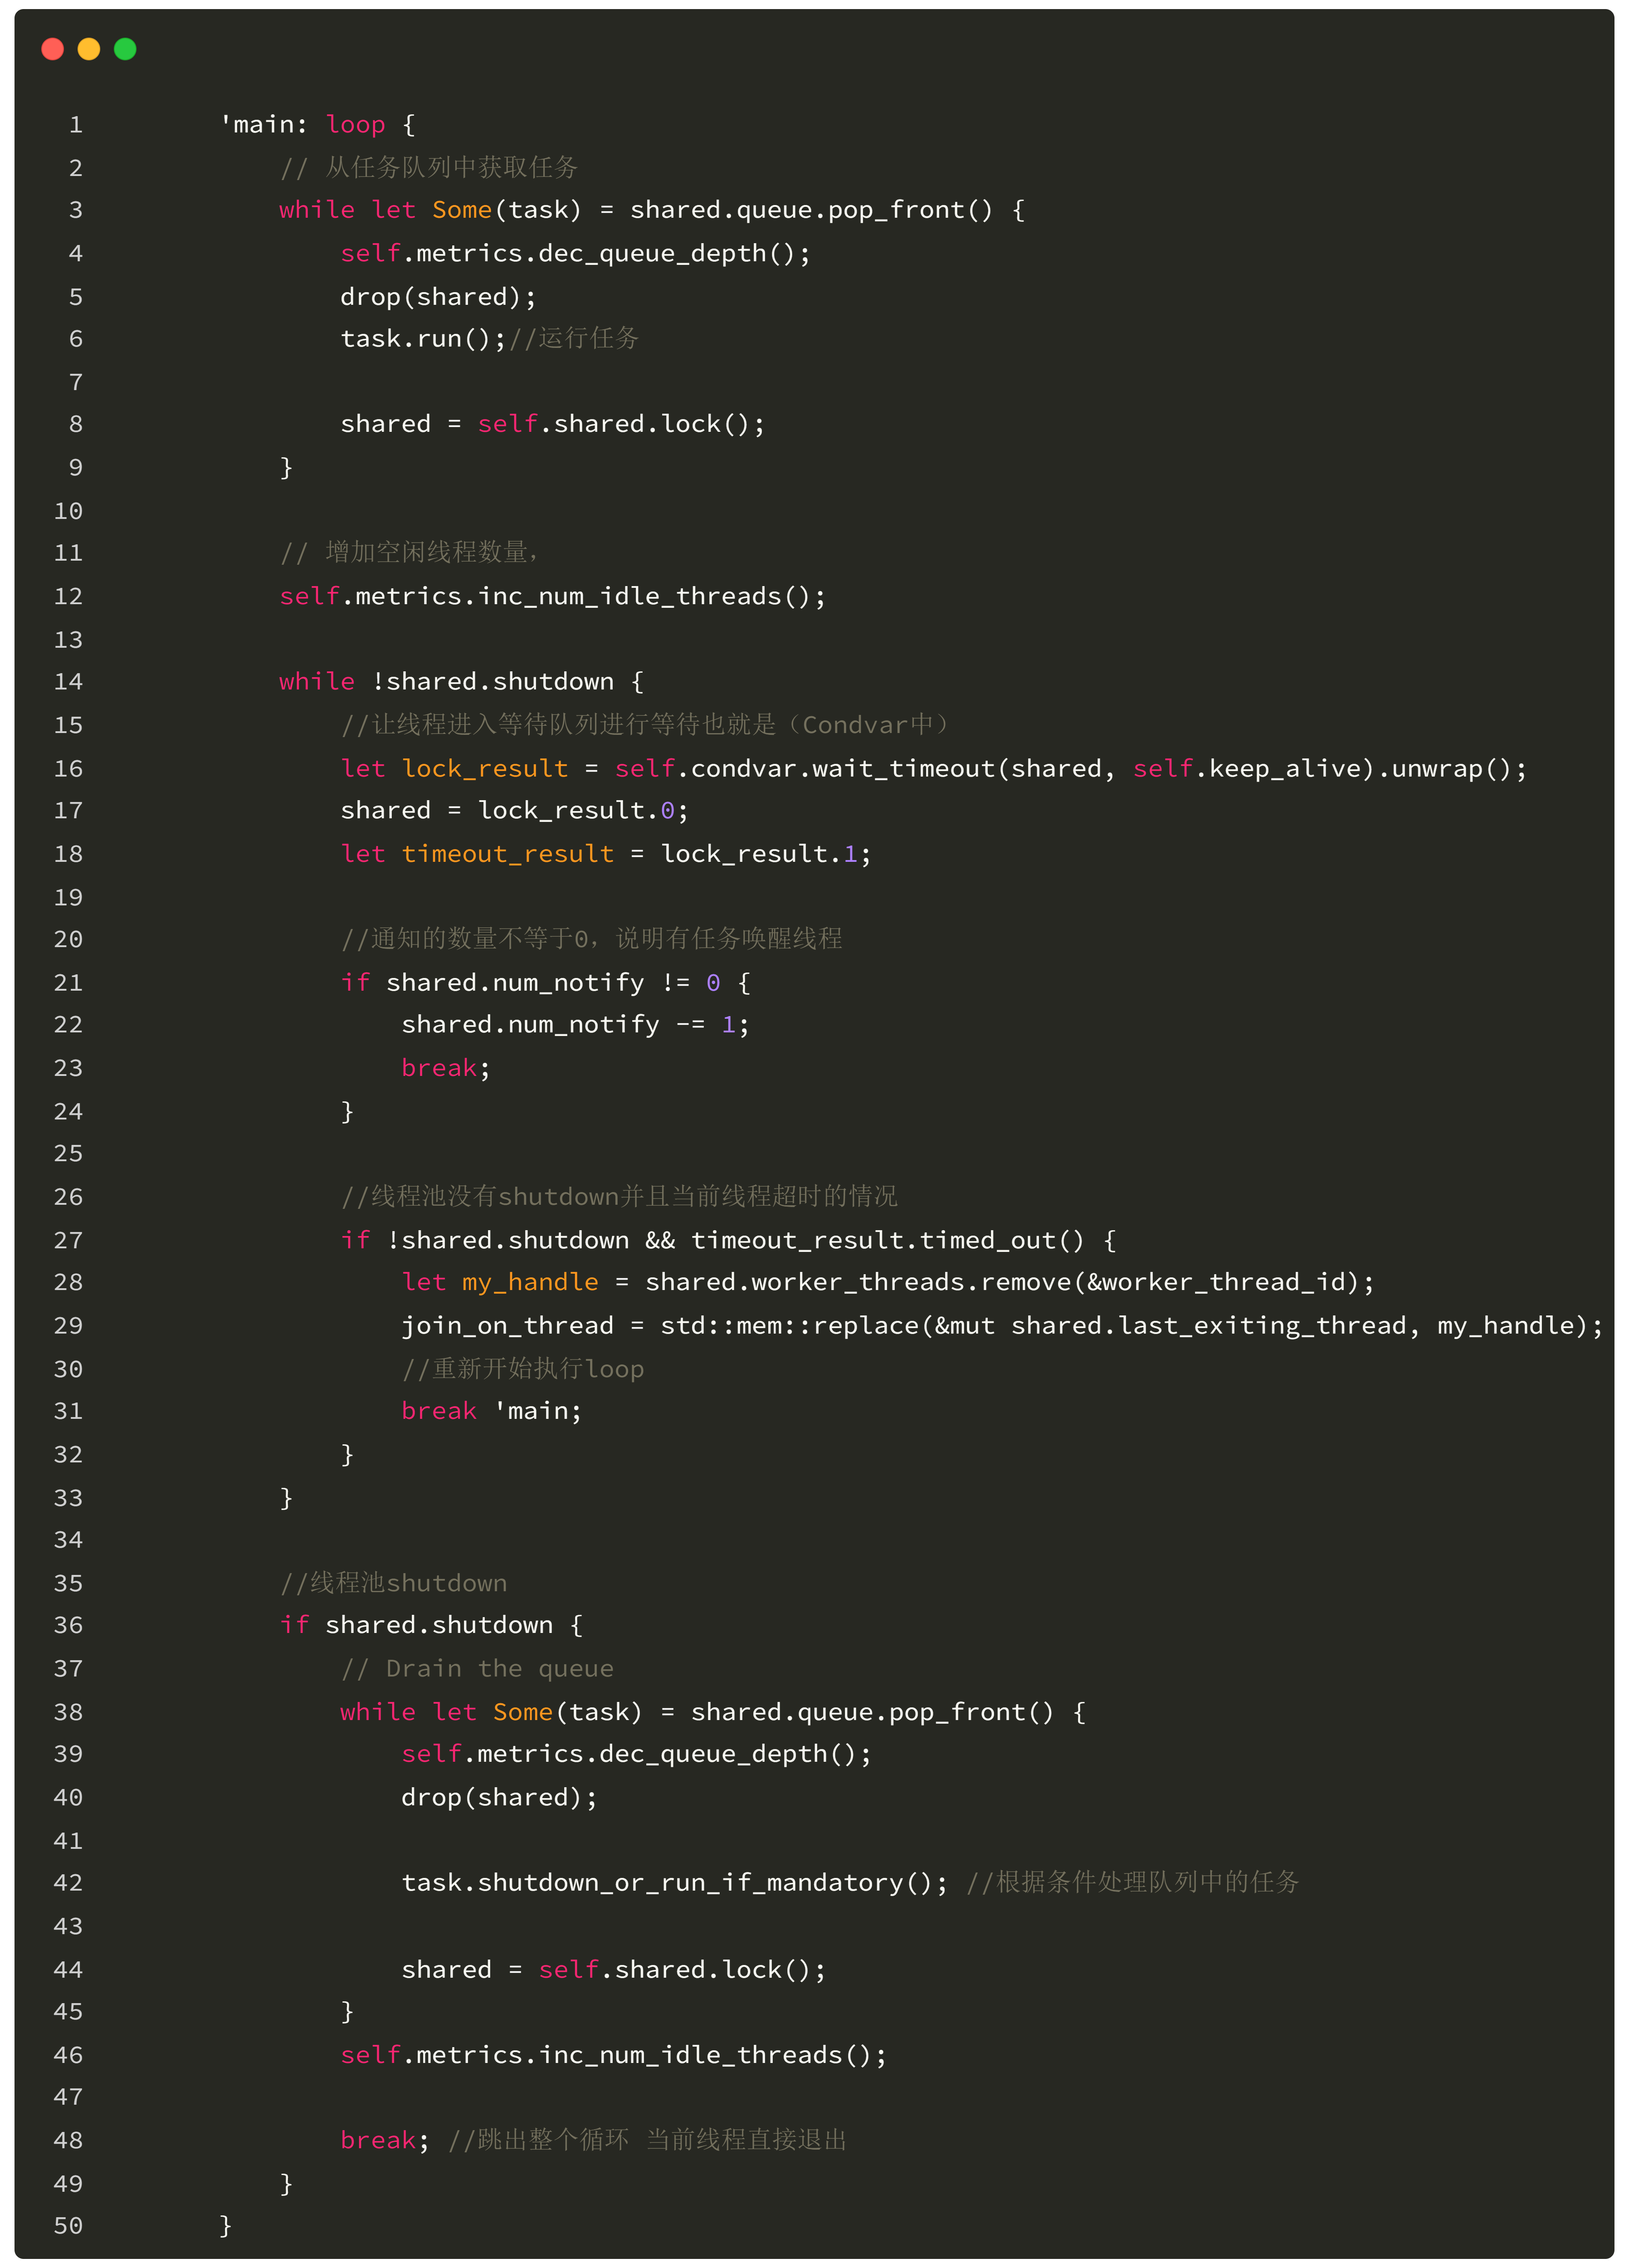 1 'main: loop {
2 // 从任务队列中获取任务
3 while let Some(task) = shared.queue.pop_front() {
4 self.metrics.dec_queue_depth();
5 drop(shared);
6 task.run();//运行任务
7
8 shared = self.shared.lock();
9 }
10
11 // 增加空闲线程数量，
12 self.metrics.inc_num_idle_threads();
13
14 while !shared.shutdown {
15 //让线程进入等待队列进行等待也就是（Condvar中）
16 let lock_result = self.condvar.wait_timeout(shared, self.keep_alive).unwrap();
17 shared = lock_result.0;
18 let timeout_result = lock_result.1;
19
20 //通知的数量不等于0，说明有任务唤醒线程
21 if shared.num_notify != 0 {
22 shared.num_notify -= 1;
23 break;
24 }
25
26 //线程池没有shutdown并且当前线程超时的情况
27 if !shared.shutdown && timeout_result.timed_out() {
28 let my_handle = shared.worker_threads.remove(&worker_thread_id);
29 join_on_thread = std::mem::replace(&mut shared.last_exiting_thread, my_handle);
30 //重新开始执行loop
31 break 'main;
32 }
33 }
34
35 //线程池shutdown
36 if shared.shutdown {
37 // Drain the queue
38 while let Some(task) = shared.queue.pop_front() {
39 self.metrics.dec_queue_depth();
40 drop(shared);
41
42 task.shutdown_or_run_if_mandatory(); //根据条件处理队列中的任务
43
44 shared = self.shared.lock();
45 }
46 self.metrics.inc_num_idle_threads();
47
48 break; //跳出整个循环 当前线程直接退出
49 }
50 }